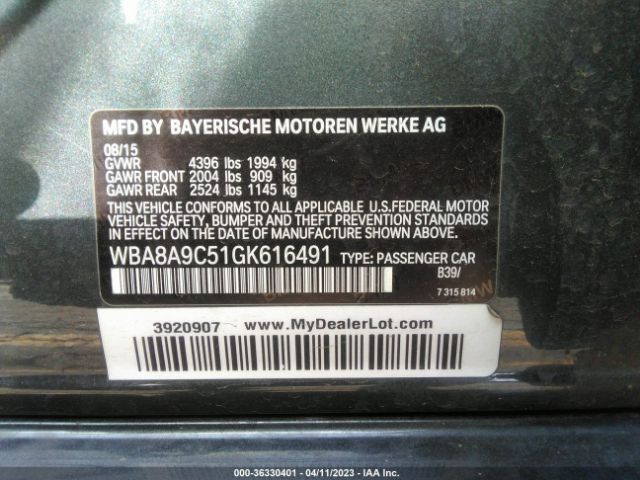 MFD BY BAYERISCHE MOTOREN WERKE AG
08/15
GVWR 4396 lbs 1994 kg
GAWR FRONT 2004 lbs 909 kg
GAWR REAR 2524 lbs 1145 kg
THIS VEHICLE CONFORMS TO ALL APPLICABLE U.S.FEDERAL MOTOR
VEHICLE SAFETY, BUMPER AND THEFT PREVENTION STANDARDS
IN EFFECT ON THE DATE OF MANUFACTURE SHOWN ABOVE.
WBA8A9C51GK616491 TYPE: PASSENGER CAR
B39/
7 315 814
3920907 www.MyDealerLot.com
000-36330401 - 04/11/2023 - IAA Inc.